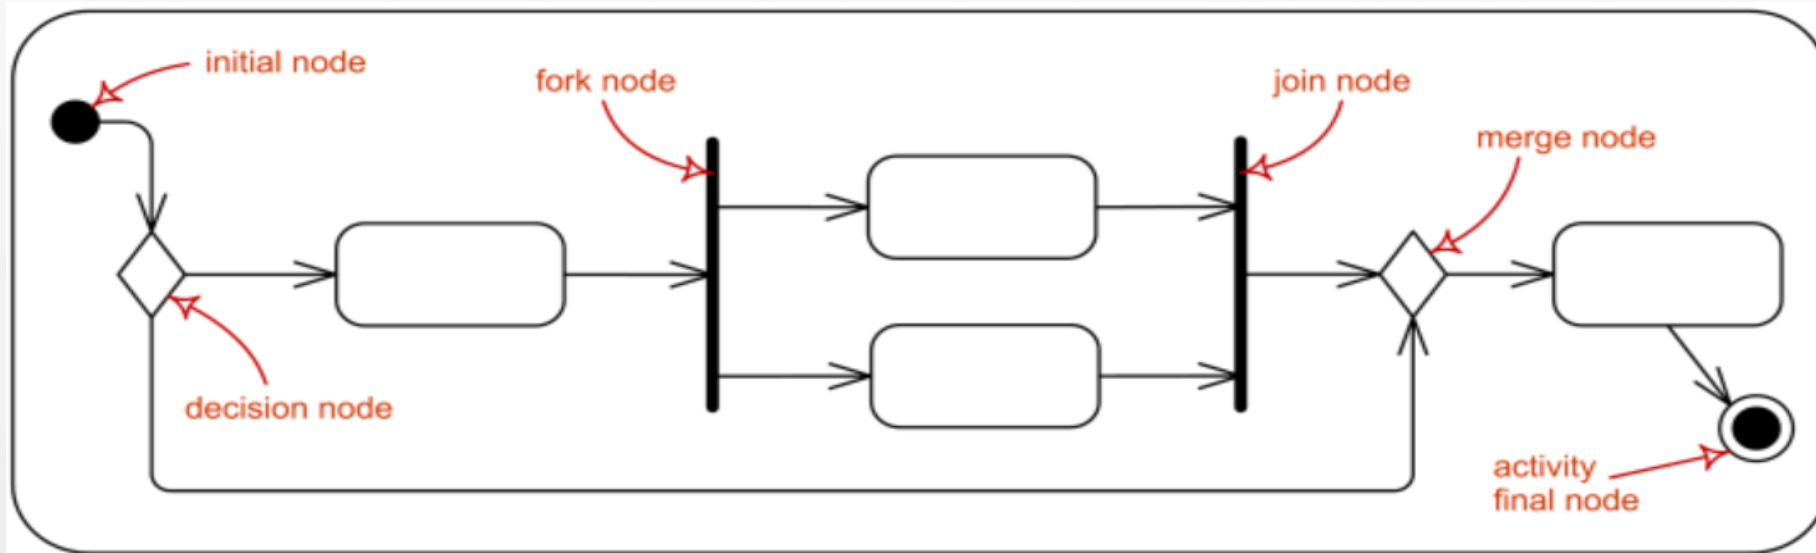 initial node
fork node
join node
merge node
decision node
activity
final node